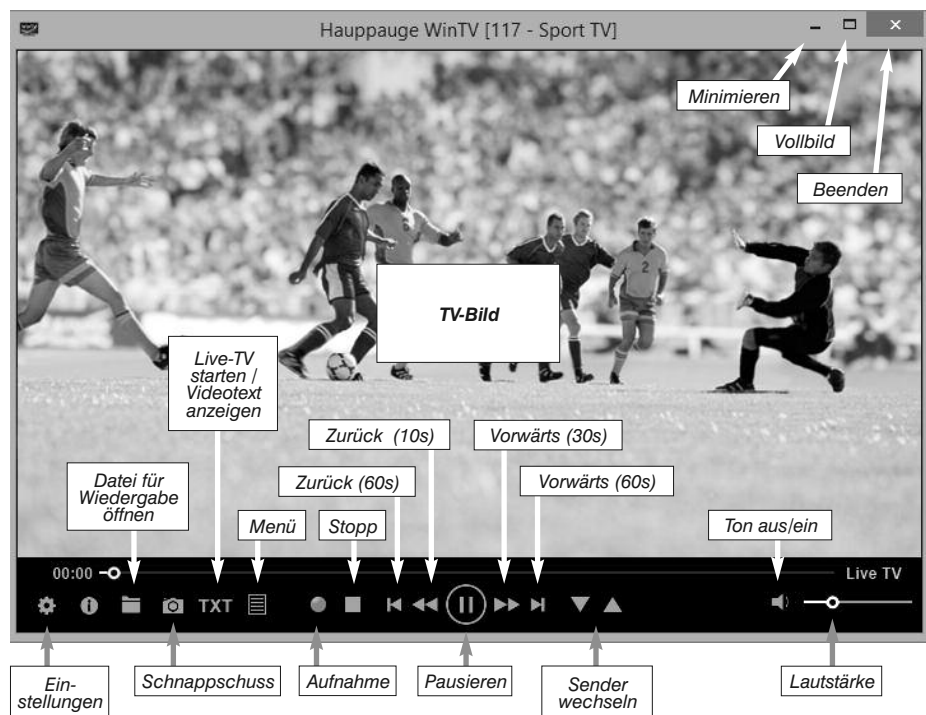 Hauppauge WinTV [117 - Sport TV]
Minimieren
Vollbild
Beenden
TV-Bild
Live-TV
starten /
Videotext
anzeigen
Zurück (10s)
Vorwärts (30s)
Datei für
Wiedergabe
öffnen
Zurück (60s)
Vorwärts (60s)
Menü
Stopp
Ton aus/ein
00:00
Live TV
TXT
Ein-
stellungen
Schnappschuss
Aufnahme
Pausieren
Sender
wechseln
Lautstärke
2